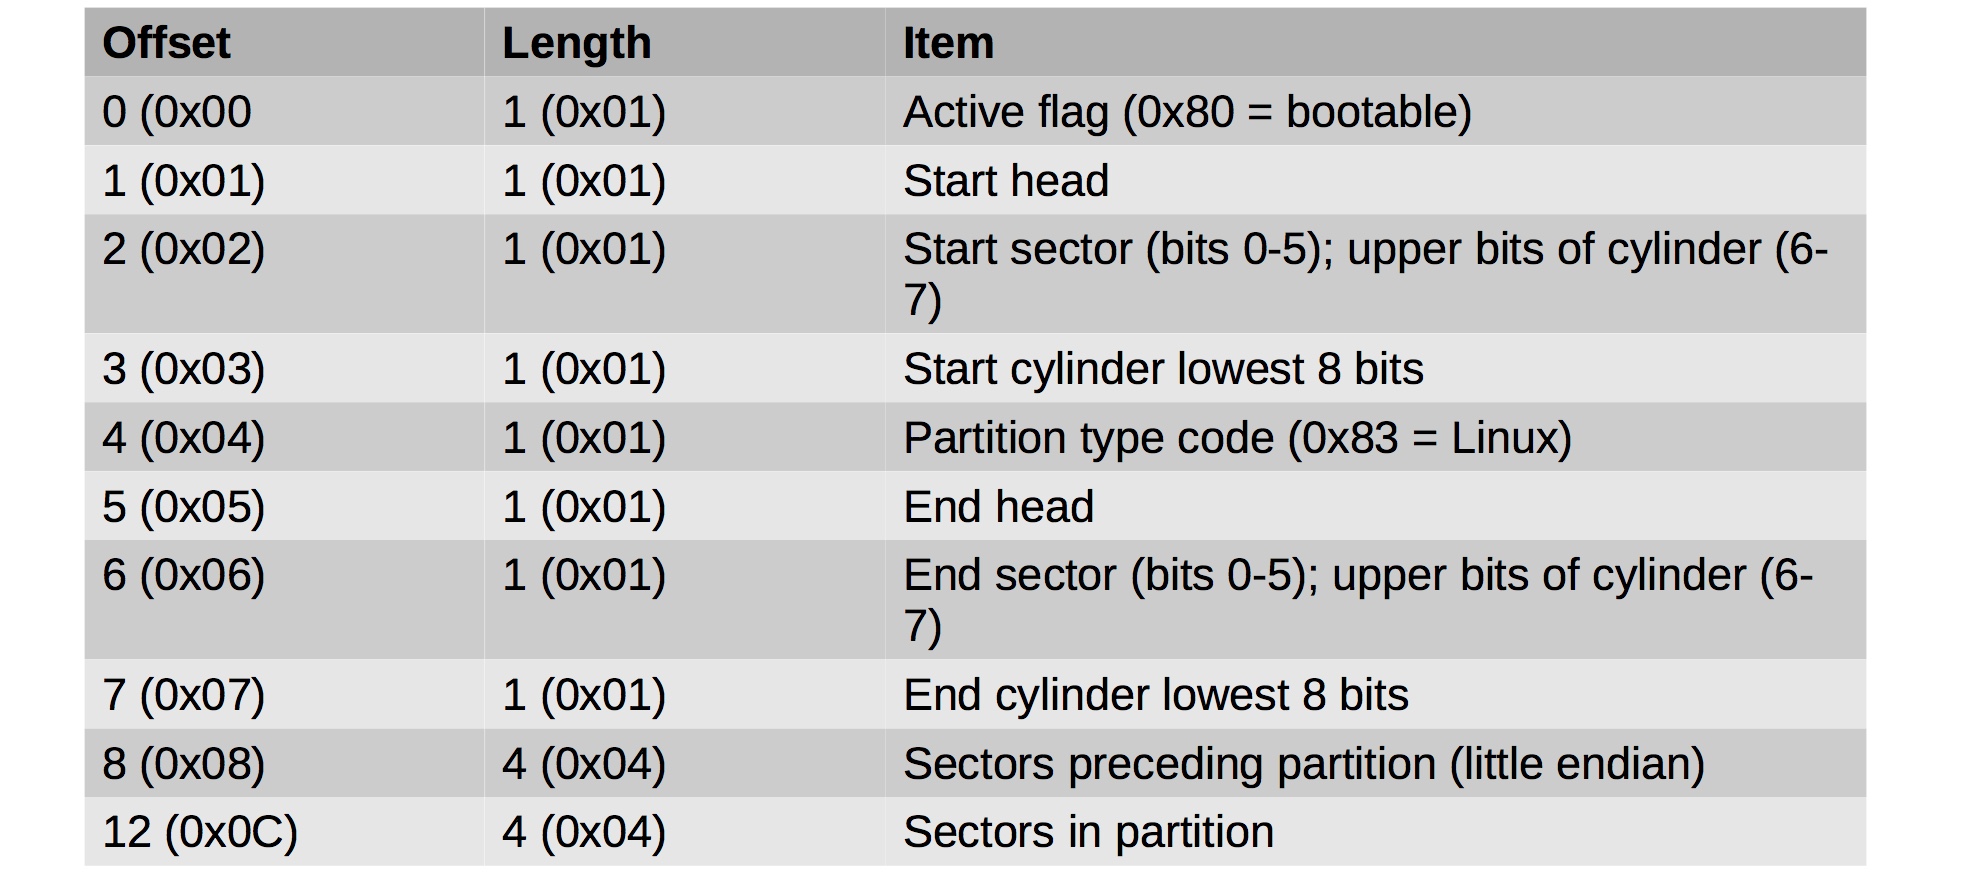 Offset Length Item
0 (0x00 1 (0x01) Active flag (0x80 = bootable)
1 (0x01) 1 (0x01) Start head
2 (0x02) 1 (0x01) Start sector (bits 0-5); upper bits of cylinder (6-
7)
3 (0x03) 1 (0x01) Start cylinder lowest 8 bits
4 (0x04) 1 (0x01) Partition type code (0x83 = Linux)
5 (0x05) 1 (0x01) End head
6 (0x06) 1 (0x01) End sector (bits 0-5); upper bits of cylinder (6-
7)
7 (0x07) 1 (0x01) End cylinder lowest 8 bits
8 (0x08) 4 (0x04) Sectors preceding partition (little endian)
12 (0x0C) 4 (0x04) Sectors in partition